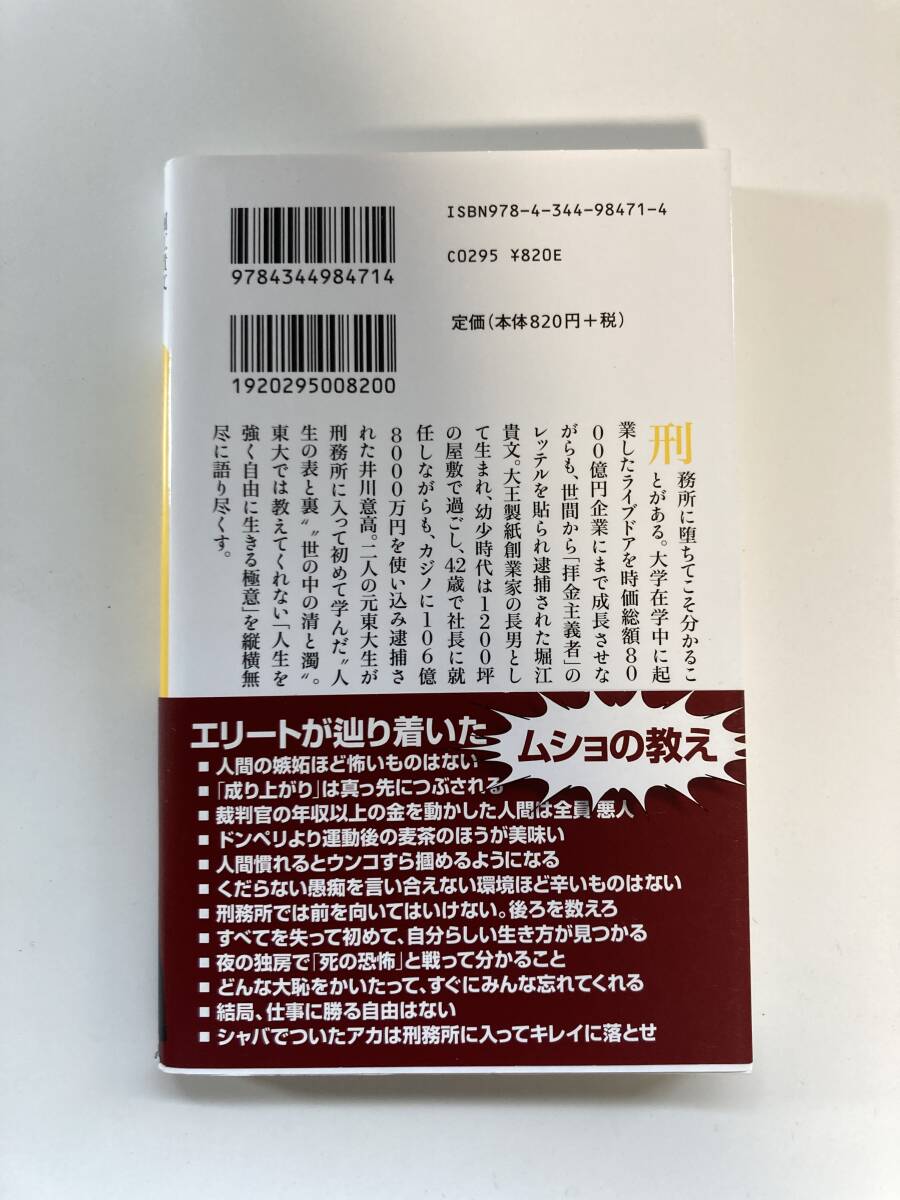 ISBN978-4-344-98471-4
9784344984714
C0295 ¥820E
定価(本体820円+税)
1920295008200
刑務所に堕ちてこそ分かるこ
とがある。大学在学中に起
業したライブドアを時価総額80
00億円企業にまで成長させな
がらも、世間から「拝金主義者」の
レッテルを貼られ逮捕された堀江
貴文。大王製紙創業家の長男とし
て生まれ、幼少時代は1200坪
の屋敷で過ごし、42歳で社長に就
任しながらも、カジノに106億
8000万円を使い込み逮捕さ
れた井川意高。二人の元東大生が
刑務所に入って初めて学んだ〝人
生の表と裏〟〝世の中の清と濁〟。
東大では教えてくれない「人生を
強く自由に生きる極意」を縦横無
尽に語り尽くす。
エリートが辿り着いた
ムショの教え
■ 人間の嫉妬ほど怖いものはない
■ 「成り上がり」は真っ先につぶされる
■ 裁判官の年収以上の金を動かした人間は全員 悪人
■ ドンペリより運動後の麦茶のほうが美味い
■ 人間慣れるとウンコすら掴めるようになる
■ くだらない愚痴を言い合えない環境ほど辛いものはない
■ 刑務所では前を向いてはいけない。後ろを数えろ
■ すべてを失って初めて、自分らしい生き方が見つかる
■ 夜の独房で「死の恐怖」と戦って分かること
■ どんな大恥をかいたって、すぐにみんな忘れてくれる
■ 結局、仕事に勝る自由はない
■ シャバでついたアカは刑務所に入ってキレイに落とせ